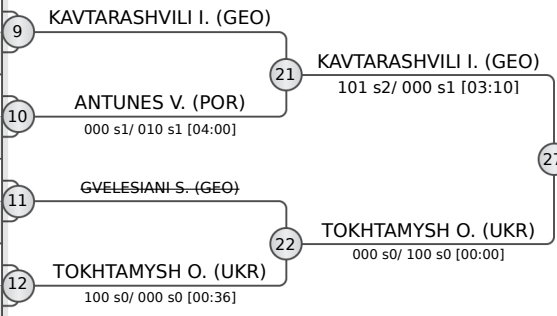 9
KAVTARASHVILI I. (GEO)
21
KAVTARASHVILI I. (GEO)
101 s2/ 000 s1 [03:10]
10
ANTUNES V. (POR)
000 s1/ 010 s1 [04:00]
27
11
GVELESIANI S. (GEO)
22
TOKHTAMYSH O. (UKR)
000 s0/ 100 s0 [00:00]
12
TOKHTAMYSH O. (UKR)
100 s0/ 000 s0 [00:36]